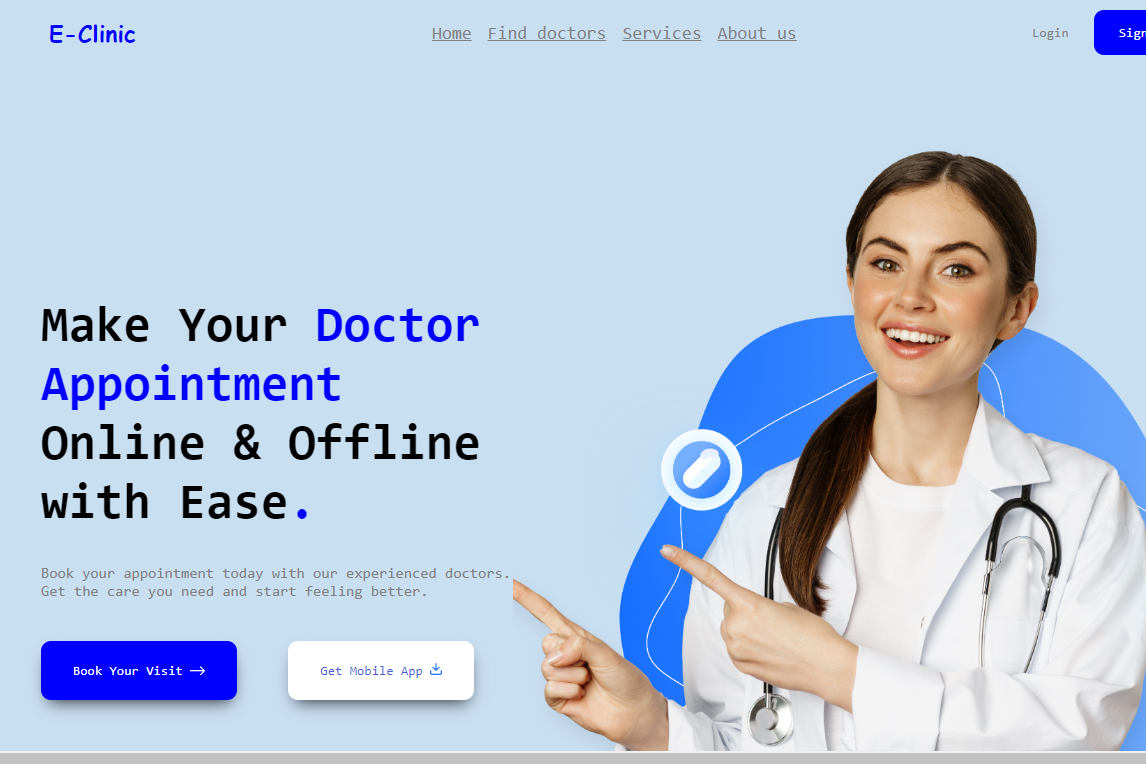 E-Clinic
Home Find doctors Services About us
Login
Sign
Make Your Doctor
Appointment
Online & Offline
with Ease.
Book your appointment today with our experienced doctors.
Get the care you need and start feeling better.
Book Your Visit →
Get Mobile App